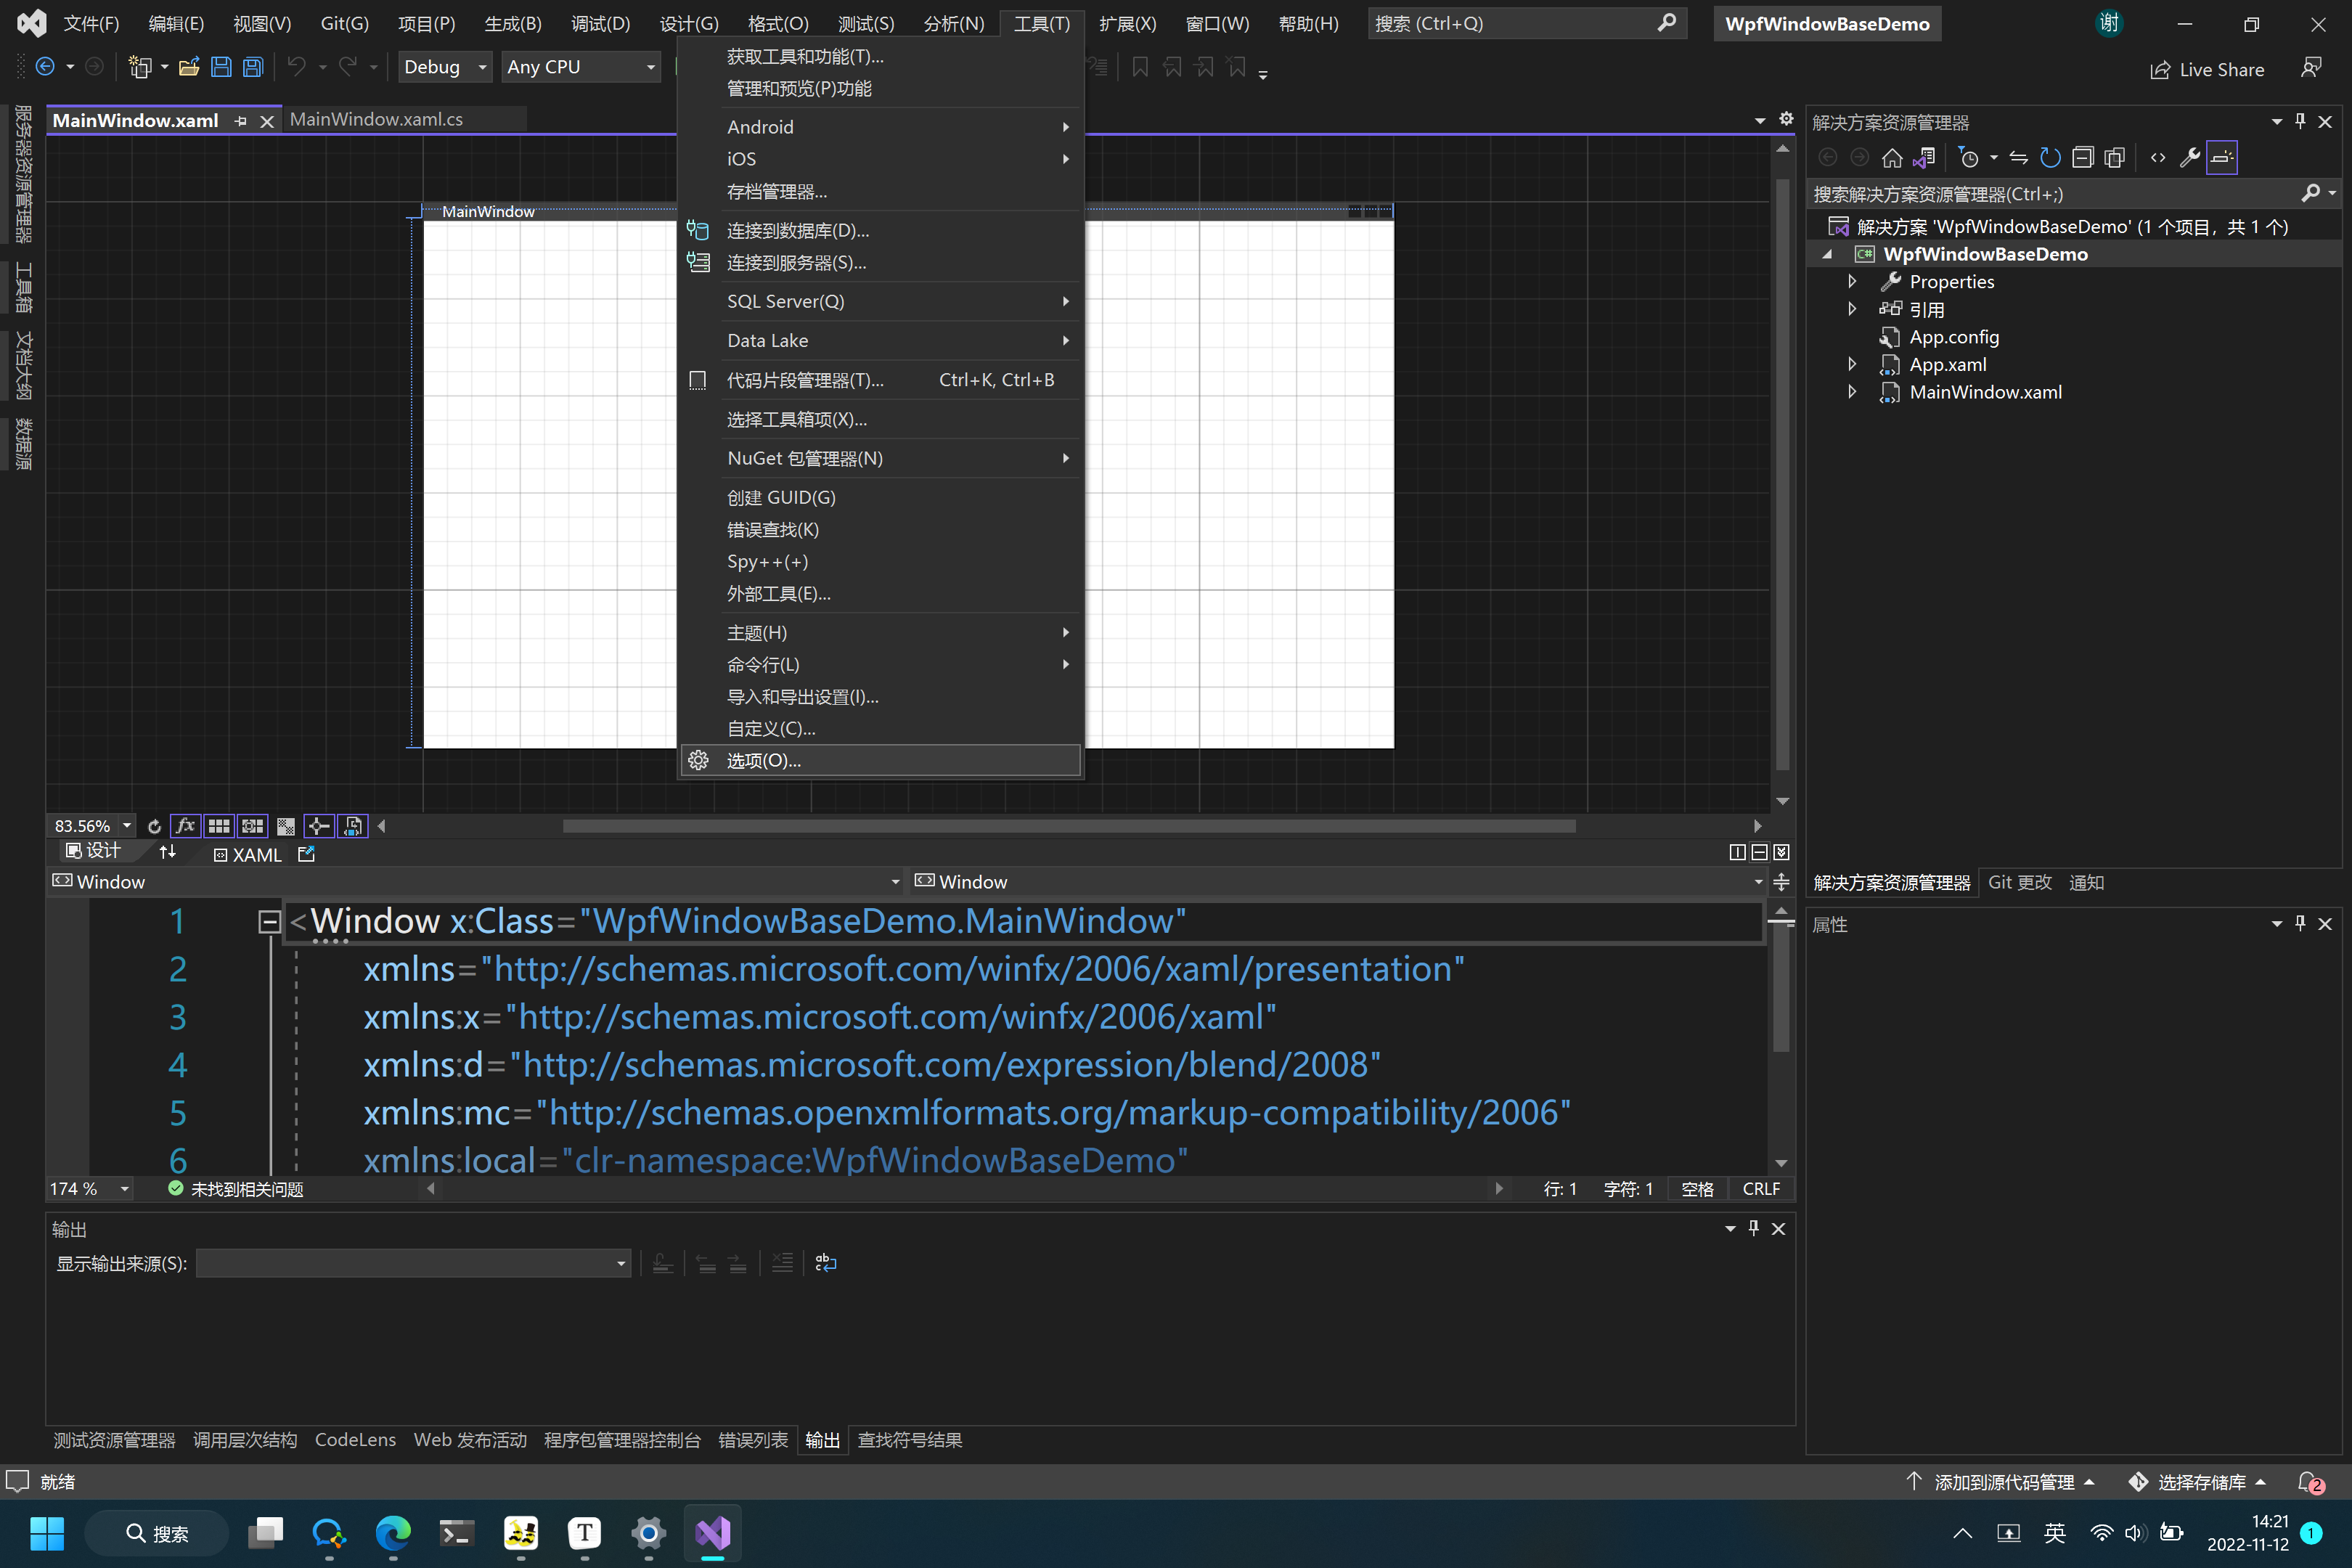 文件(F) 编辑(E) 视图(V) Git(G) 项目(P) 生成(B) 调试(D) 设计(G) 格式(O) 测试(S) 分析(N) 工具(T) 扩展(X) 窗口(W) 帮助(H) 搜索 (Ctrl+Q) WpfWindowBaseDemo 谢
Debug Any CPU Live Share
服务器资源管理器
工具箱
文档大纲
数据源
MainWindow.xaml MainWindow.xaml.cs
MainWindow
获取工具和功能(T)...
管理和预览(P)功能
Android
iOS
存档管理器...
连接到数据库(D)...
连接到服务器(S)...
SQL Server(Q)
Data Lake
代码片段管理器(T)... Ctrl+K, Ctrl+B
选择工具箱项(X)...
NuGet 包管理器(N)
创建 GUID(G)
错误查找(K)
Spy++(+)
外部工具(E)...
主题(H)
命令行(L)
导入和导出设置(I)...
自定义(C)...
选项(O)...
83.56% fx
设计 XAML
Window Window
1 <Window x:Class="WpfWindowBaseDemo.MainWindow"
2 xmlns="http://schemas.microsoft.com/winfx/2006/xaml/presentation"
3 xmlns:x="http://schemas.microsoft.com/winfx/2006/xaml"
4 xmlns:d="http://schemas.microsoft.com/expression/blend/2008"
5 xmlns:mc="http://schemas.openxmlformats.org/markup-compatibility/2006"
6 xmlns:local="clr-namespace:WpfWindowBaseDemo"
174 % 未找到相关问题 行: 1 字符: 1 空格 CRLF
输出
显示输出来源(S):
测试资源管理器 调用层次结构 CodeLens Web 发布活动 程序包管理器控制台 错误列表 输出 查找符号结果
解决方案资源管理器
搜索解决方案资源管理器(Ctrl+;)
解决方案 'WpfWindowBaseDemo' (1 个项目，共 1 个)
C# WpfWindowBaseDemo
Properties
引用
App.config
App.xaml
MainWindow.xaml
解决方案资源管理器 Git 更改 通知
属性
就绪 添加到源代码管理 选择存储库 2
搜索 T 英 14:21 1
2022-11-12